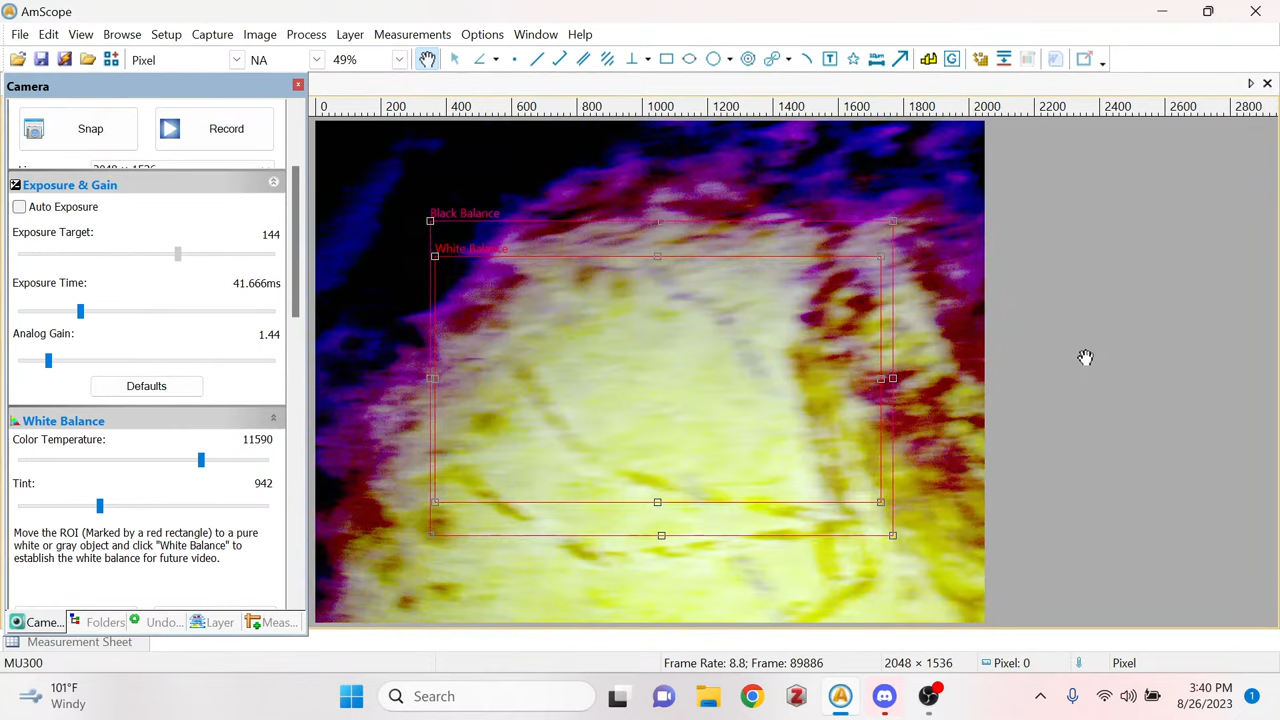 AmScope
File Edit View Browse Setup Capture Image Process Layer Measurements Options Window Help
Pixel NA 49%
Camera
0 200 400 600 800 1000 1200 1400 1600 1800 2000 2200 2400 2600 2800
Snap Record
2048 × 1536
Exposure & Gain
Auto Exposure
Exposure Target: 144
Exposure Time: 41.666ms
Analog Gain: 1.44
Defaults
White Balance
Color Temperature: 11590
Tint: 942
Move the ROI (Marked by a red rectangle) to a pure
white or gray object and click "White Balance" to
establish the white balance for future video.
Black Balance
White Balance
Came... Folders Undo... Layer Meas...
Measurement Sheet
MU300 Frame Rate: 8.8; Frame: 89886 2048 × 1536 Pixel: 0 Pixel
101°F
Windy
Search
3:40 PM
8/26/2023
1